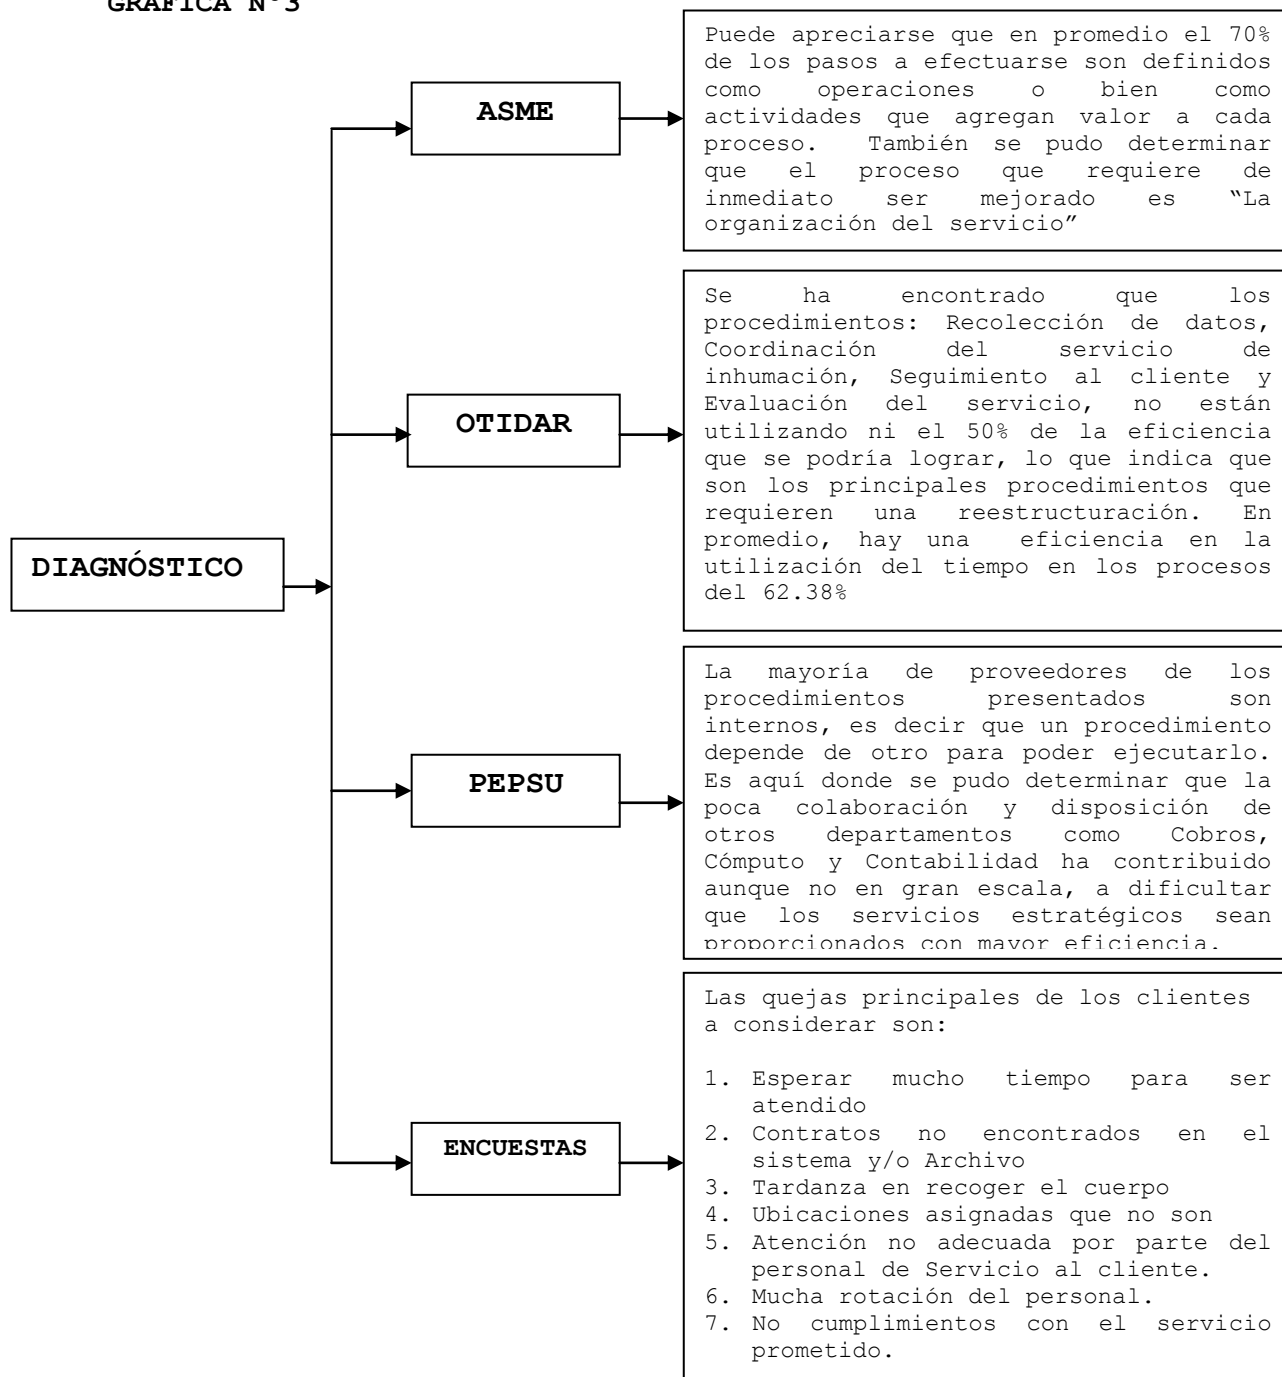 GRÁFICA N°3
Puede apreciarse que en promedio el 70%
de los pasos a efectuarse son definidos
como operaciones o bien como
actividades que agregan valor a cada
proceso. También se pudo determinar
que el proceso que requiere de
inmediato ser mejorado es “La
organización del servicio”
ASME
Se ha encontrado que los
procedimientos: Recolección de datos,
Coordinación del servicio de
inhumación, Seguimiento al cliente y
Evaluación del servicio, no están
utilizando ni el 50% de la eficiencia
que se podría lograr, lo que indica que
son los principales procedimientos que
requieren una reestructuración. En
promedio, hay una eficiencia en la
utilización del tiempo en los procesos
del 62.38%
OTIDAR
DIAGNÓSTICO
La mayoría de proveedores de los
procedimientos presentados son
internos, es decir que un procedimiento
depende de otro para poder ejecutarlo.
Es aquí donde se pudo determinar que la
poca colaboración y disposición de
otros departamentos como Cobros,
Cómputo y Contabilidad ha contribuido
aunque no en gran escala, a dificultar
que los servicios estratégicos sean
proporcionados con mayor eficiencia.
PEPSU
Las quejas principales de los clientes
a considerar son:
1. Esperar mucho tiempo para ser
atendido
2. Contratos no encontrados en el
sistema y/o Archivo
3. Tardanza en recoger el cuerpo
4. Ubicaciones asignadas que no son
5. Atención no adecuada por parte del
personal de Servicio al cliente.
6. Mucha rotación del personal.
7. No cumplimientos con el servicio
prometido.
ENCUESTAS